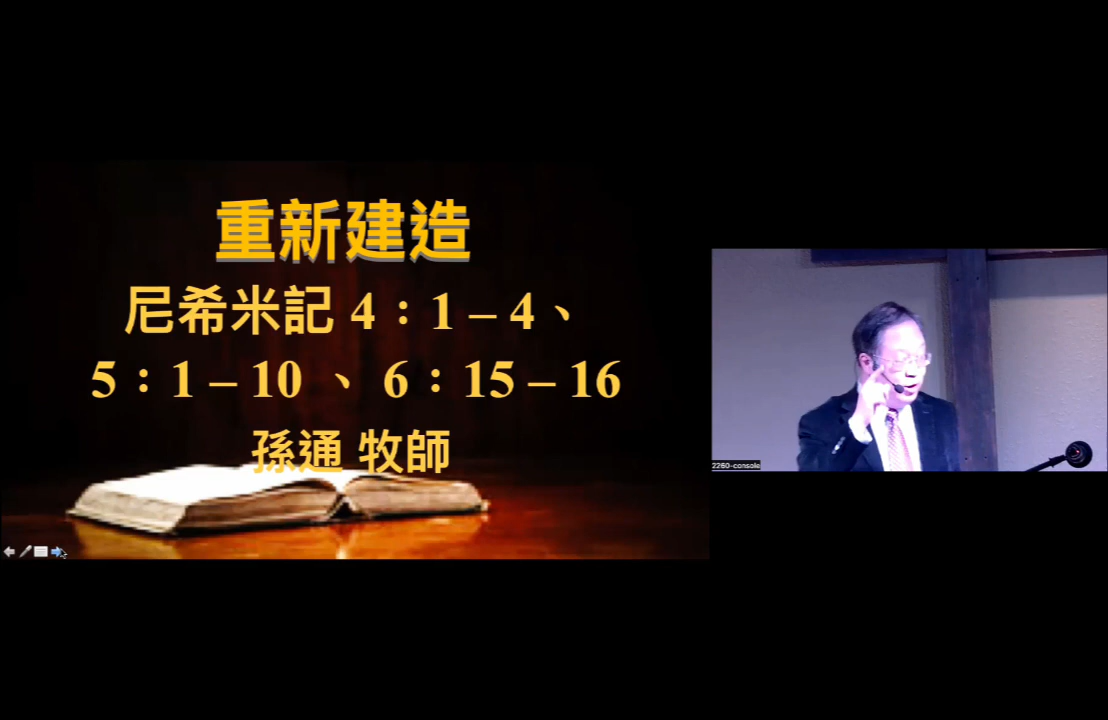 重新建造
尼希米記 4：1 – 4、
5：1 – 10 、 6：15 – 16
孫通 牧師
2260-console